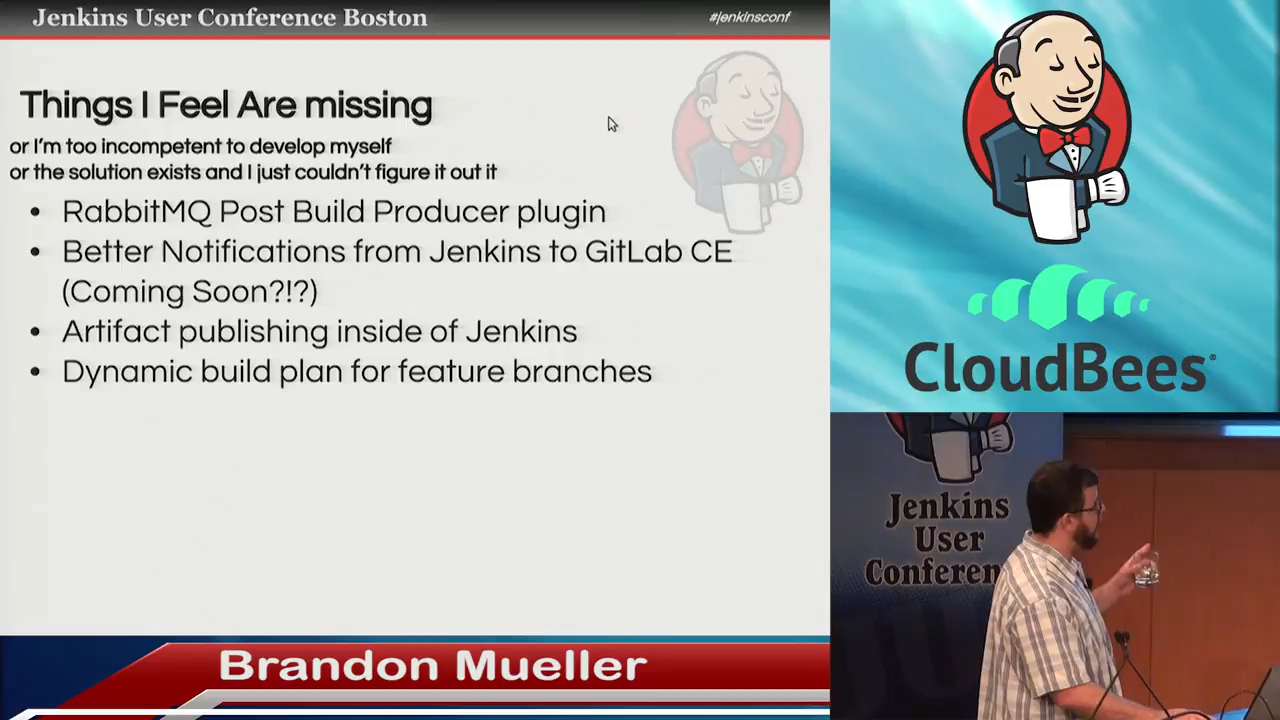 Jenkins User Conference Boston
#jenkinsconf
Things I Feel Are missing
or I'm too incompetent to develop myself
or the solution exists and I just couldn't figure it out it
• RabbitMQ Post Build Producer plugin
• Better Notifications from Jenkins to GitLab CE
(Coming Soon?!?)
• Artifact publishing inside of Jenkins
• Dynamic build plan for feature branches
CloudBees
Jenkins
User
Conferen
Brandon Mueller